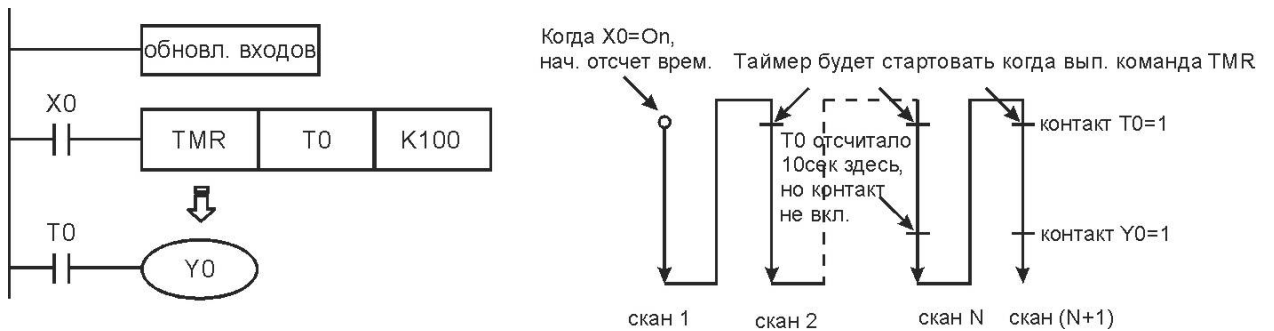 обновл. входов
X0
TMR T0 K100
T0
Y0
Когда X0=On,
нач. отсчет врем.
Таймер будет стартовать когда вып. команда TMR
T0 отсчитало
10сек здесь,
но контакт
не вкл.
контакт T0=1
контакт Y0=1
скан 1 скан 2 скан N скан (N+1)